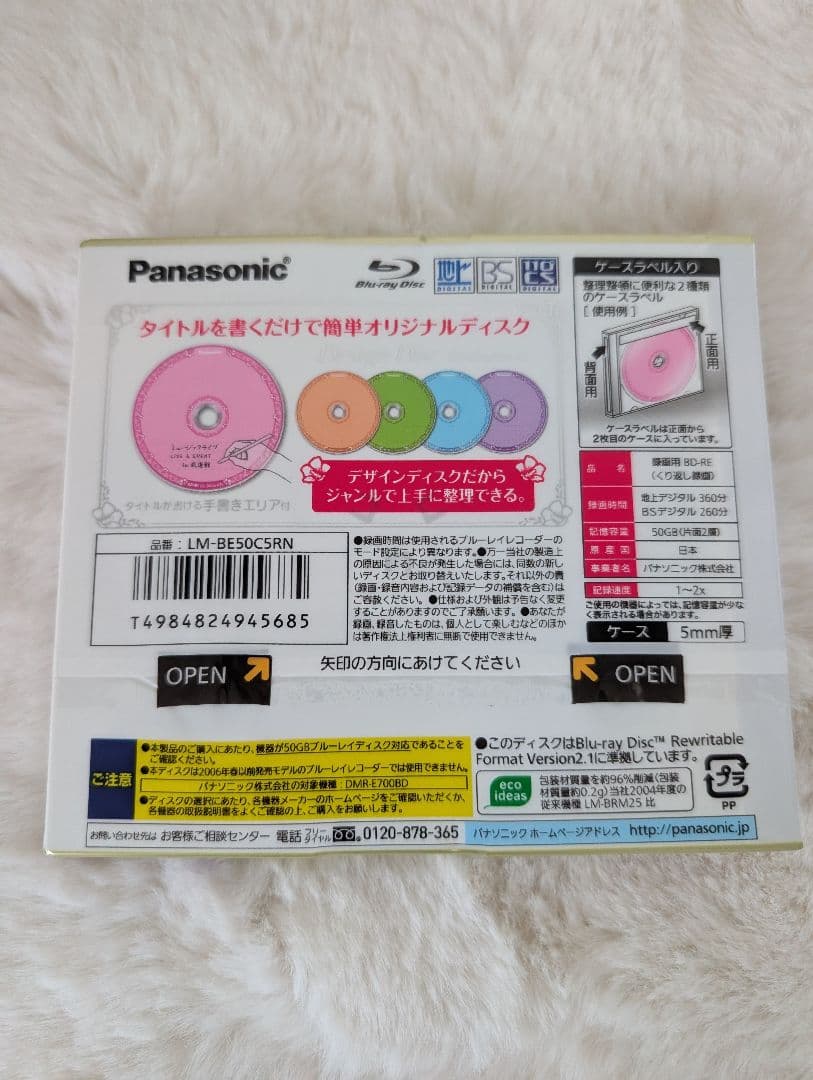 Panasonic®
Blu-ray Disc
地上 DIGITAL
BS DIGITAL
110 CS DIGITAL
タイトルを書くだけで簡単オリジナルディスク
Panasonic
ミュージックライブ
LIVE & EVENT
タイトルが書ける手書きエリア付
デザインディスクだから
ジャンルで上手に整理できる。
ケースラベル入り
整理整頓に便利な2種類
のケースラベル
[使用例]
正面用
背面用
ケースラベルは正面から
2枚目のケースに入っています。
品名 録画用 BD-RE
(くり返し録画)
録画時間 地上デジタル 360分
BSデジタル 260分
記憶容量 50GB(片面2層)
原産国 日本
事業者名 パナソニック株式会社
記録速度 1〜2x
ご使用の機器によっては、記憶容量が少な
く表示される場合があります。
ケース 5mm厚
品番:LM-BE50C5RN
T4984824945685
●録画時間は使用されるブルーレイレコーダーの
モード設定により異なります。●万一当社の製造上
の原因による不良が発生した場合には、同数の新し
いディスクとお取り替えいたします。それ以外の責
(録画・録音内容および記録データの補償を含む)は
ご容赦ください。●仕様および外観は予告なく変更
することがありますのでご了承願います。●あなたが
録画、録音したものは、個人として楽しむなどのほか
は著作権法上権利者に無断で使用できません。
OPEN
矢印の方向にあけてください
OPEN
ご注意
●本製品のご購入にあたり、機器が50GBブルーレイディスク対応であることを
ご確認ください。
●本ディスクは2006年春以前発売モデルのブルーレイレコーダーでは使用できません。
パナソニック株式会社の対象機種:DMR-E700BD
●ディスクの選択にあたり、各機器メーカーのホームページをご確認いただくか、
各機器の取扱説明書をよくご確認の上、ご購入をお願いします。
●このディスクはBlu-ray Disc™ Rewritable
Format Version2.1に準拠しています。
eco
ideas
包装材質量を約96%削減(包装
材質量約0.2g)当社2004年度の
従来機種 LM-BRM25 比
プラ
PP
お問い合わせ先は お客様ご相談センター 電話 フリーダイヤル 0120-878-365
パナソニック ホームページアドレス http://panasonic.jp